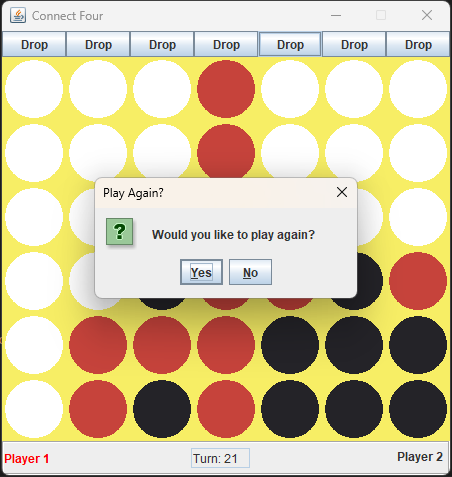 Connect Four
Drop Drop Drop Drop Drop Drop Drop
Play Again?
?
Would you like to play again?
Yes No
Player 1 Turn: 21 Player 2